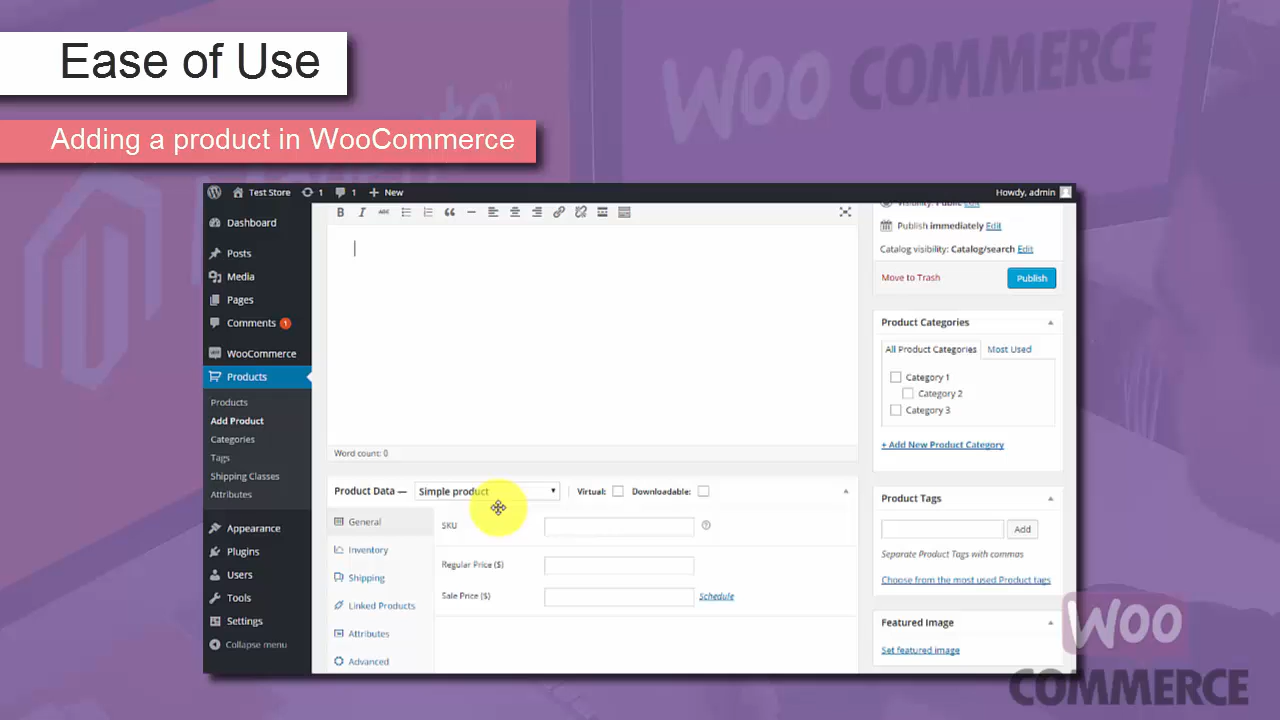 Ease of Use
WOO COMMERCE
Adding a product in WooCommerce
Test Store 1 1 New
Howdy, admin
Dashboard
Posts
Media
Pages
Comments 1
WooCommerce
Products
Products
Add Product
Categories
Tags
Shipping Classes
Attributes
Appearance
Plugins
Users
Tools
Settings
Collapse menu
B I ABC
Word count: 0
Product Data — Simple product Virtual: Downloadable:
General
Inventory
Shipping
Linked Products
Attributes
Advanced
SKU
Regular Price ($)
Sale Price ($) Schedule
Visibility: Public Edit
Publish immediately Edit
Catalog visibility: Catalog/search Edit
Move to Trash Publish
Product Categories
All Product Categories Most Used
Category 1
Category 2
Category 3
+ Add New Product Category
Product Tags
Add
Separate Product Tags with commas
Choose from the most used Product tags
Featured Image
Set featured image
WOO
COMMERCE